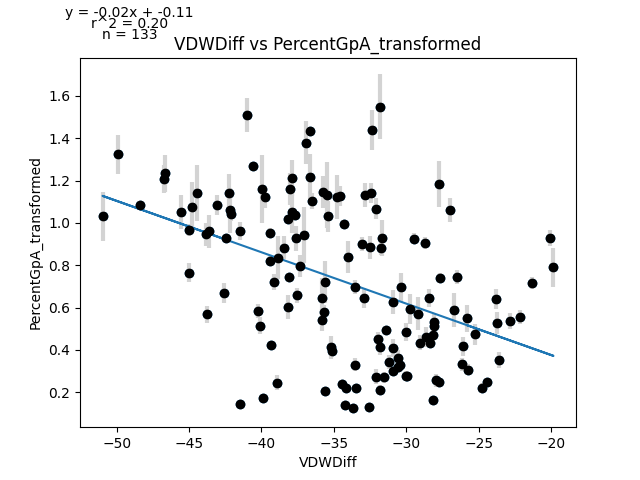 y = -0.02x + -0.11
r^2 = 0.20
n = 133
VDWDiff vs PercentGpA_transformed
1.6
1.4
1.2
1.0
0.8
0.6
0.4
0.2
PercentGpA_transformed
−50 −45 −40 −35 −30 −25 −20
VDWDiff